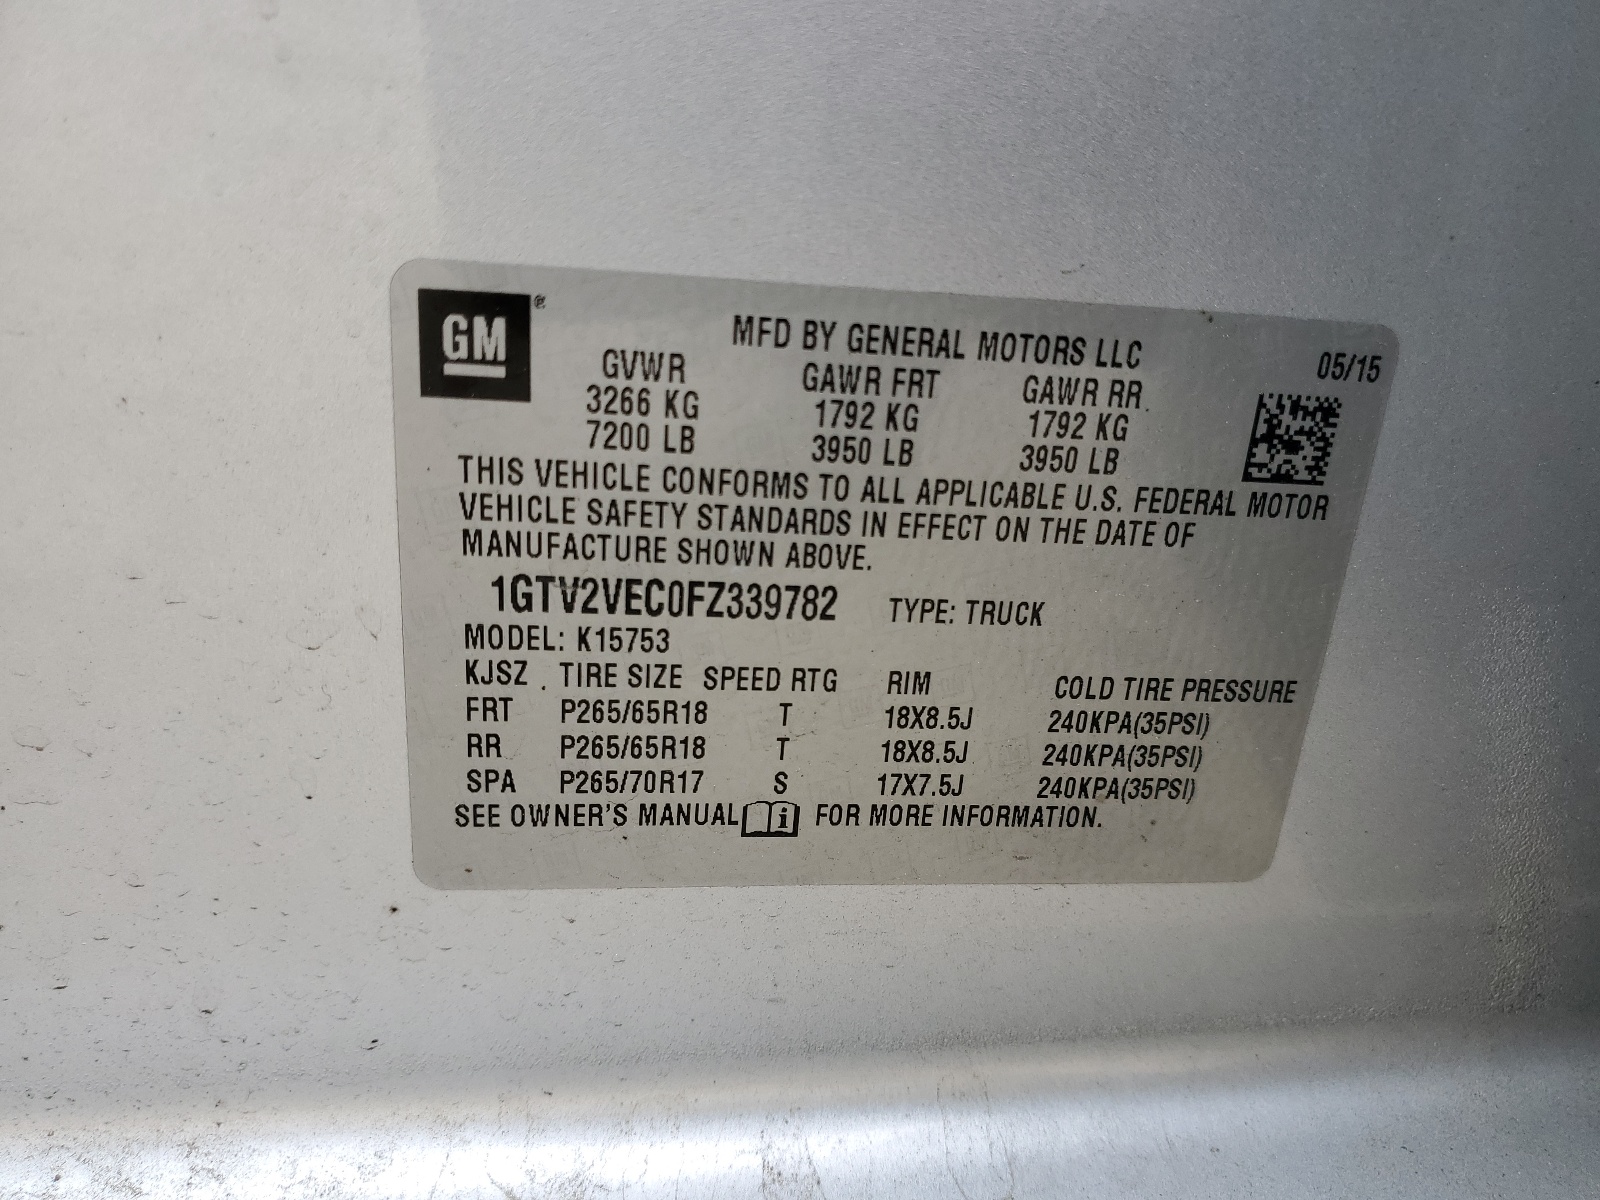 GM®
MFD BY GENERAL MOTORS LLC
05/15
GVWR GAWR FRT GAWR RR
3266 KG 1792 KG 1792 KG
7200 LB 3950 LB 3950 LB
THIS VEHICLE CONFORMS TO ALL APPLICABLE U.S. FEDERAL MOTOR
VEHICLE SAFETY STANDARDS IN EFFECT ON THE DATE OF
MANUFACTURE SHOWN ABOVE.
1GTV2VEC0FZ339782 TYPE: TRUCK
MODEL: K15753
KJSZ TIRE SIZE SPEED RTG RIM COLD TIRE PRESSURE
FRT P265/65R18 T 18X8.5J 240KPA(35PSI)
RR P265/65R18 T 18X8.5J 240KPA(35PSI)
SPA P265/70R17 S 17X7.5J 240KPA(35PSI)
SEE OWNER'S MANUAL i FOR MORE INFORMATION.